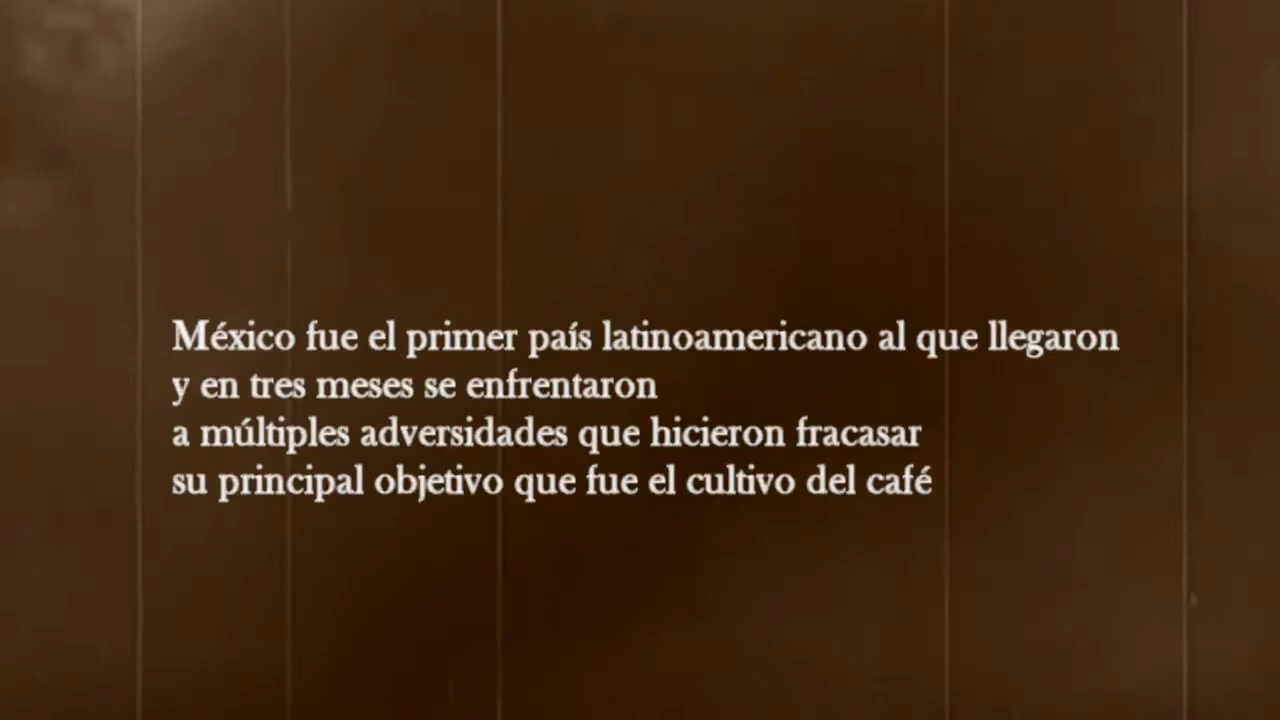 México fue el primer país latinoamericano al que llegaron
y en tres meses se enfrentaron
a múltiples adversidades que hicieron fracasar
su principal objetivo que fue el cultivo del café